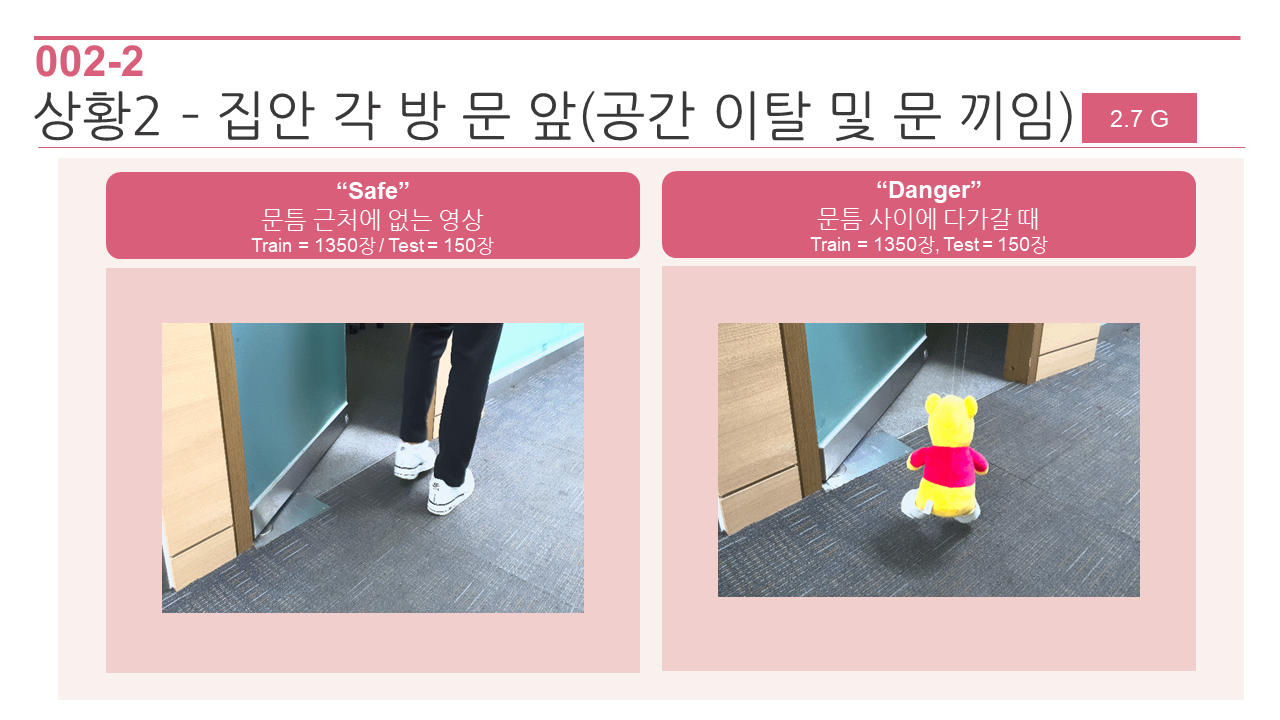 002-2
상황2 - 집안 각 방 문 앞(공간 이탈 및 문 끼임)
2.7 G
“Safe”
문틈 근처에 없는 영상
Train = 1350장 / Test = 150장
“Danger”
문틈 사이에 다가갈 때
Train = 1350장, Test = 150장